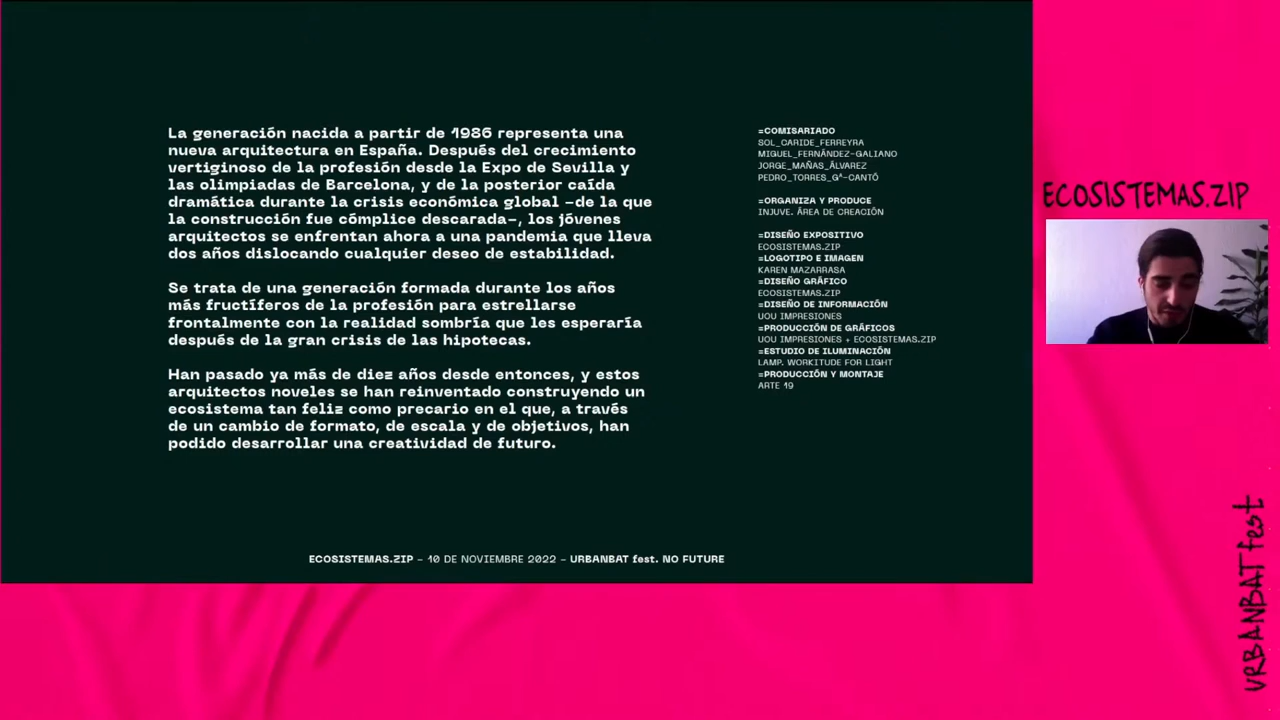 La generación nacida a partir de 1986 representa una
nueva arquitectura en España. Después del crecimiento
vertiginoso de la profesión desde la Expo de Sevilla y
las olimpiadas de Barcelona, y de la posterior caída
dramática durante la crisis económica global –de la que
la construcción fue cómplice descarada–, los jóvenes
arquitectos se enfrentan ahora a una pandemia que lleva
dos años dislocando cualquier deseo de estabilidad.
Se trata de una generación formada durante los años
más fructíferos de la profesión para estrellarse
frontalmente con la realidad sombría que les esperaría
después de la gran crisis de las hipotecas.
Han pasado ya más de diez años desde entonces, y estos
arquitectos noveles se han reinventado construyendo un
ecosistema tan feliz como precario en el que, a través
de un cambio de formato, de escala y de objetivos, han
podido desarrollar una creatividad de futuro.
=COMISARIADO
SOL_CARIDE_FERREYRA
MIGUEL_FERNÁNDEZ-GALIANO
JORGE_MAÑAS_ÁLVAREZ
PEDRO_TORRES_Gª-CANTÓ
=ORGANIZA Y PRODUCE
INJUVE. ÁREA DE CREACIÓN
=DISEÑO EXPOSITIVO
ECOSISTEMAS.ZIP
=LOGOTIPO E IMAGEN
KAREN MAZARRASA
=DISEÑO GRÁFICO
ECOSISTEMAS.ZIP
=DISEÑO DE INFORMACIÓN
UOU IMPRESIONES
=PRODUCCIÓN DE GRÁFICOS
UOU IMPRESIONES + ECOSISTEMAS.ZIP
=ESTUDIO DE ILUMINACIÓN
LAMP. WORKITUDE FOR LIGHT
=PRODUCCIÓN Y MONTAJE
ARTE 19
ECOSISTEMAS.ZIP – 10 DE NOVIEMBRE 2022 – URBANBAT fest. NO FUTURE
ECOSISTEMAS.ZIP
URBANBAT fest